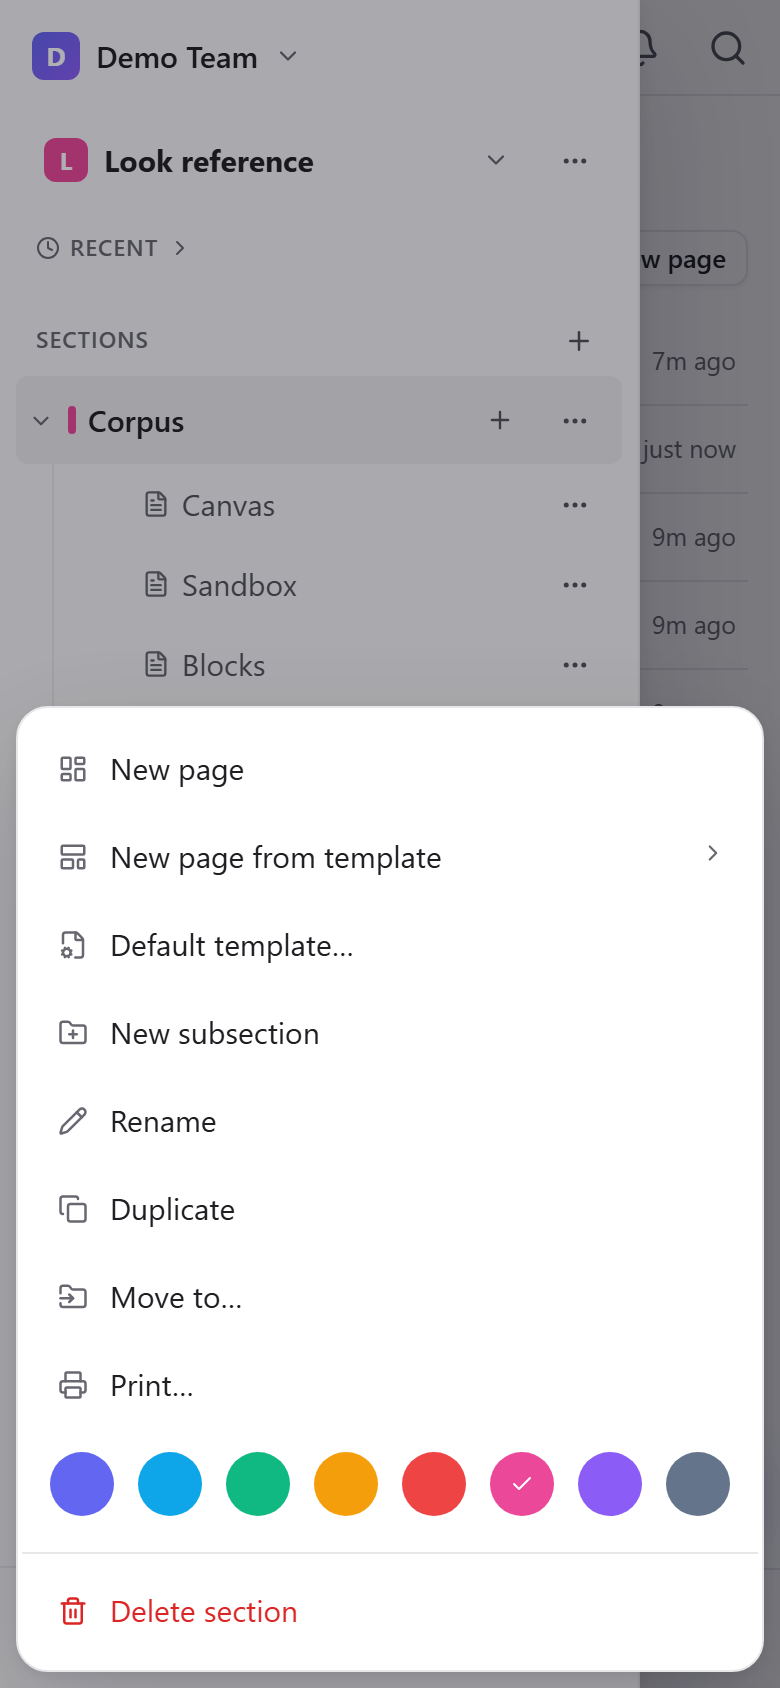 D Demo Team
L Look reference
RECENT
w page
SECTIONS
7m ago
Corpus
just now
Canvas
9m ago
Sandbox
9m ago
Blocks
New page
New page from template
Default template...
New subsection
Rename
Duplicate
Move to...
Print...
Delete section